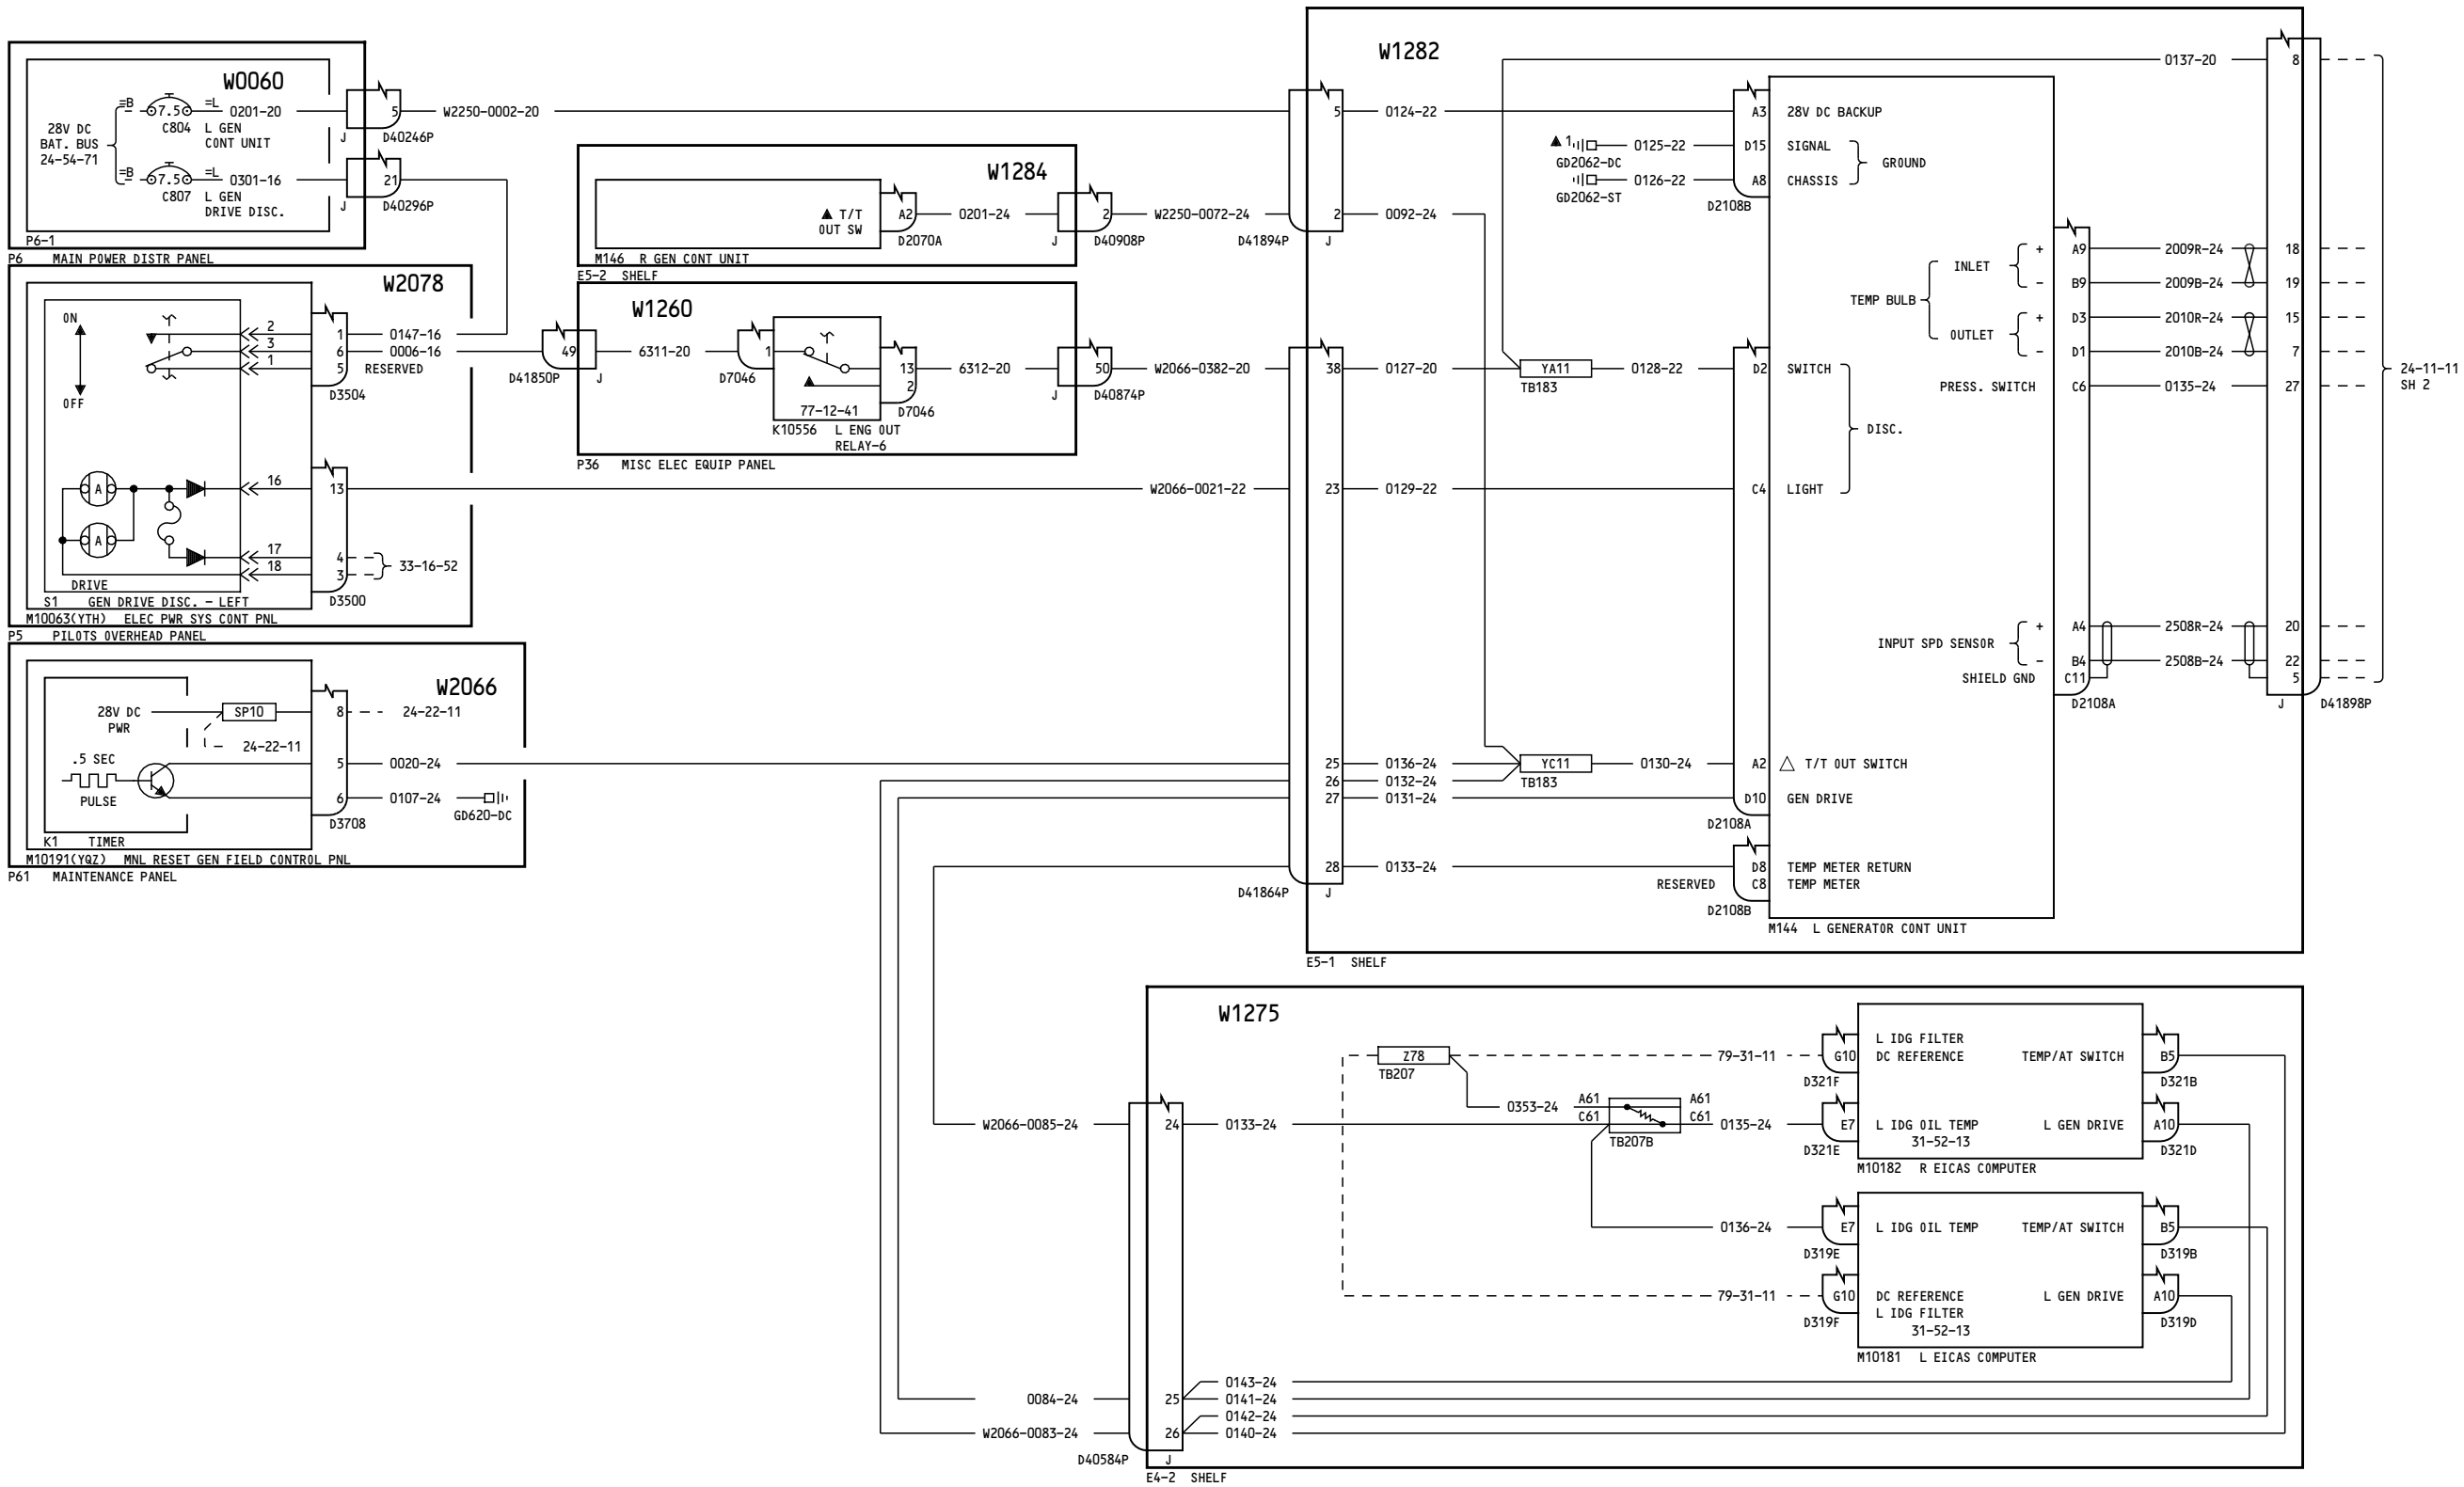 W0060
28V DC
BAT. BUS
24-54-71
=B
7.5
=L
0201-20
C804
L GEN
CONT UNIT
=B
7.5
=L
0301-16
C807
L GEN
DRIVE DISC.
J
5
D40246P
J
21
D40296P
P6-1
P6 MAIN POWER DISTR PANEL
W2250-0002-20
W2078
ON
OFF
2
3
1
1
6
5
0147-16
0006-16
RESERVED
D3504
A
A
16
17
18
13
4
3
33-16-52
D3500
DRIVE
S1 GEN DRIVE DISC. - LEFT
M10063(YTH) ELEC PWR SYS CONT PNL
P5 PILOTS OVERHEAD PANEL
W2066
28V DC
PWR
SP10
24-22-11
8
24-22-11
.5 SEC
PULSE
5
0020-24
6
0107-24
GD620-DC
D3708
K1 TIMER
M10191(YQZ) MNL RESET GEN FIELD CONTROL PNL
P61 MAINTENANCE PANEL
W1284
T/T
OUT SW
A2
D2070A
0201-24
2
J
D40908P
W2250-0072-24
M146 R GEN CONT UNIT
E5-2 SHELF
W1260
49
D41850P
J
6311-20
1
D7046
77-12-41
13
2
D7046
K10556 L ENG OUT
RELAY-6
6312-20
50
J
D40874P
W2066-0382-20
P36 MISC ELEC EQUIP PANEL
W2066-0021-22
W1282
5
2
D41894P
J
0124-22
0092-24
1
GD2062-DC
0125-22
GD2062-ST
0126-22
A3
D15
A8
D2108B
28V DC BACKUP
SIGNAL
CHASSIS
GROUND
38
0127-20
YA11
TB183
0128-22
D2
SWITCH
DISC.
23
0129-22
C4
LIGHT
25
26
27
0136-24
0132-24
0131-24
YC11
TB183
0130-24
A2
T/T OUT SWITCH
D10
GEN DRIVE
D2108A
28
0133-24
D41864P
J
D8
TEMP METER RETURN
RESERVED
C8
TEMP METER
D2108B
M144 L GENERATOR CONT UNIT
E5-1 SHELF
TEMP BULB
INLET
+
-
OUTLET
+
-
PRESS. SWITCH
INPUT SPD SENSOR
+
-
SHIELD GND
A9
B9
D3
D1
C6
A4
B4
C11
D2108A
0137-20
2009R-24
2009B-24
2010R-24
2010B-24
0135-24
2508R-24
2508B-24
8
18
19
15
7
27
20
22
5
J
D41898P
24-11-11
SH 2
W1275
W2066-0085-24
24
0133-24
Z78
TB207
79-31-11
0353-24
A61
C61
A61
C61
TB207B
0135-24
0136-24
79-31-11
G10
D321F
E7
D321E
L IDG FILTER
DC REFERENCE
TEMP/AT SWITCH
L IDG OIL TEMP
31-52-13
L GEN DRIVE
B5
D321B
A10
D321D
M10182 R EICAS COMPUTER
E7
D319E
G10
D319F
L IDG OIL TEMP
TEMP/AT SWITCH
DC REFERENCE
L IDG FILTER
31-52-13
L GEN DRIVE
B5
D319B
A10
D319D
M10181 L EICAS COMPUTER
0084-24
W2066-0083-24
25
26
0143-24
0141-24
0142-24
0140-24
D40584P
J
E4-2 SHELF